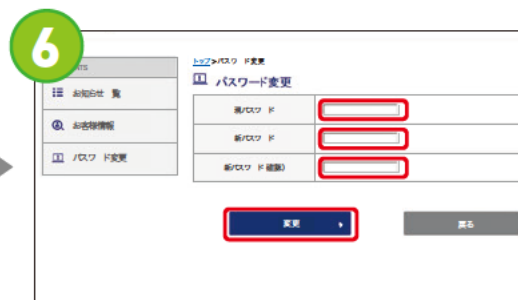 6
トップ>パスワード変更
パスワード変更
お知らせ一覧
お客様情報
パスワード変更
現パスワード
新パスワード
新パスワード(確認)
変更
戻る